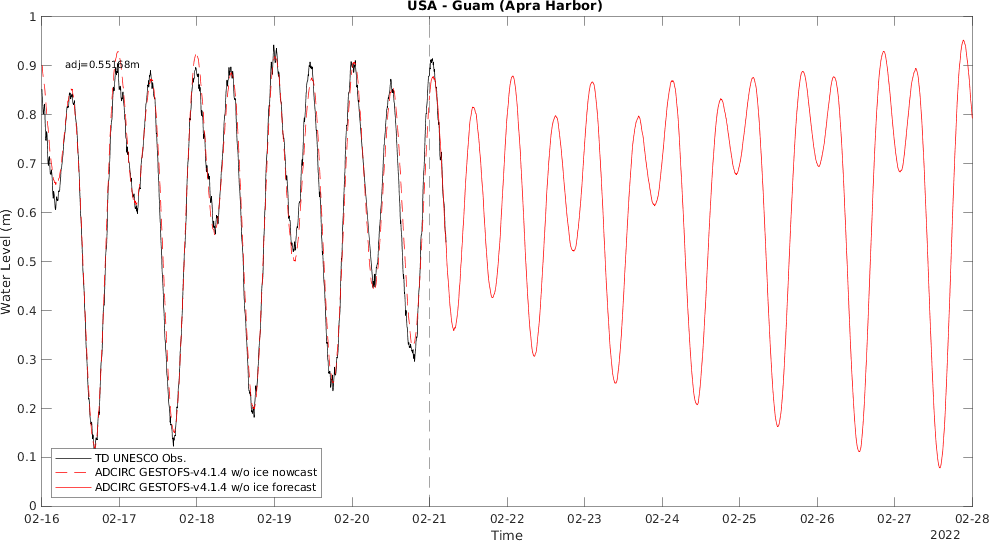 USA - Guam (Apra Harbor)
Water Level (m)
1
0.9
0.8
0.7
0.6
0.5
0.4
0.3
0.2
0.1
0
adj=0.55168m
TD UNESCO Obs.
ADCIRC GESTOFS-v4.1.4 w/o ice nowcast
ADCIRC GESTOFS-v4.1.4 w/o ice forecast
02-16 02-17 02-18 02-19 02-20 02-21 02-22 02-23 02-24 02-25 02-26 02-27 02-28
Time
2022